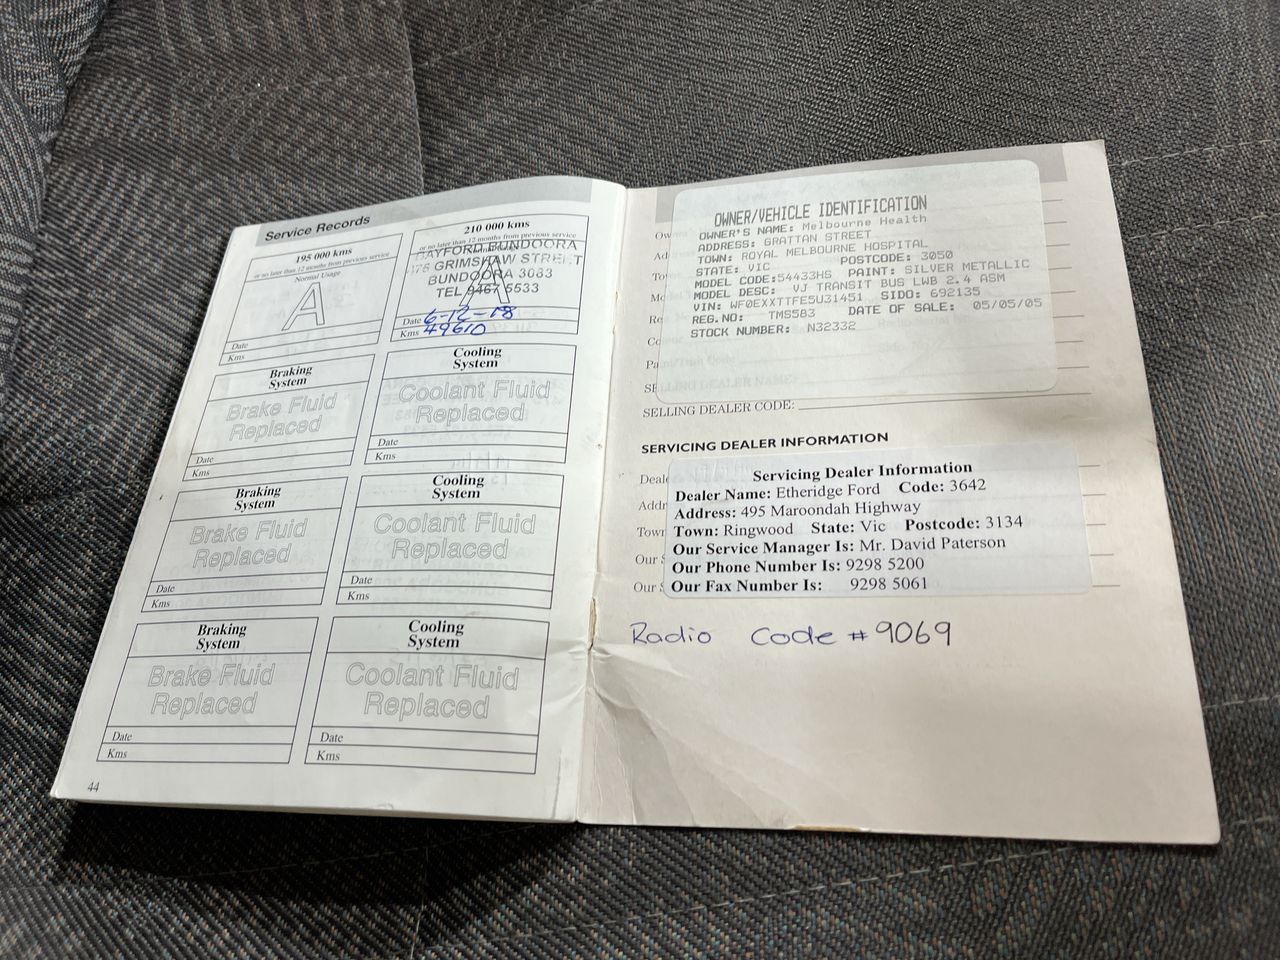 Service Records
195 000 kms
or no later than 12 months from previous service
Normal Usage
A
Date
Kms
210 000 kms
or no later than 12 months from previous service
BAYFORD BUNDOORA
GRIMSHAW STREET
BUNDOORA 3083
TEL 9467 5533
A
Date 6-12-18
Kms 49610
Braking
System
Brake Fluid
Replaced
Date
Kms
Cooling
System
Coolant Fluid
Replaced
Date
Kms
Braking
System
Brake Fluid
Replaced
Date
Kms
Cooling
System
Coolant Fluid
Replaced
Date
Kms
Braking
System
Brake Fluid
Replaced
Date
Kms
Cooling
System
Coolant Fluid
Replaced
Date
Kms
44
OWNER/VEHICLE IDENTIFICATION
OWNER'S NAME: Melbourne Health
ADDRESS: GRATTAN STREET
TOWN: ROYAL MELBOURNE HOSPITAL
STATE: VIC POSTCODE: 3050
MODEL CODE:54433HS PAINT: SILVER METALLIC
MODEL DESC: VJ TRANSIT BUS LWB 2.4 ASM
VIN: WF0EXXTTFE5U31451 SIDO: 692135
REG.NO: TMS583 DATE OF SALE: 05/05/05
STOCK NUMBER: N32332
SELLING DEALER NAME:
SELLING DEALER CODE:
SERVICING DEALER INFORMATION
Servicing Dealer Information
Dealer Name: Etheridge Ford Code: 3642
Address: 495 Maroondah Highway
Town: Ringwood State: Vic Postcode: 3134
Our Service Manager Is: Mr. David Paterson
Our Phone Number Is: 9298 5200
Our Fax Number Is: 9298 5061
Radio Code #9069